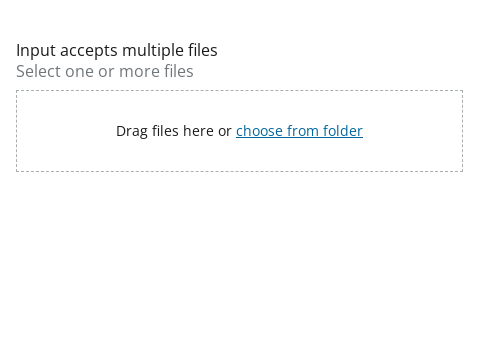 Input accepts multiple files
Select one or more files
Drag files here or choose from folder